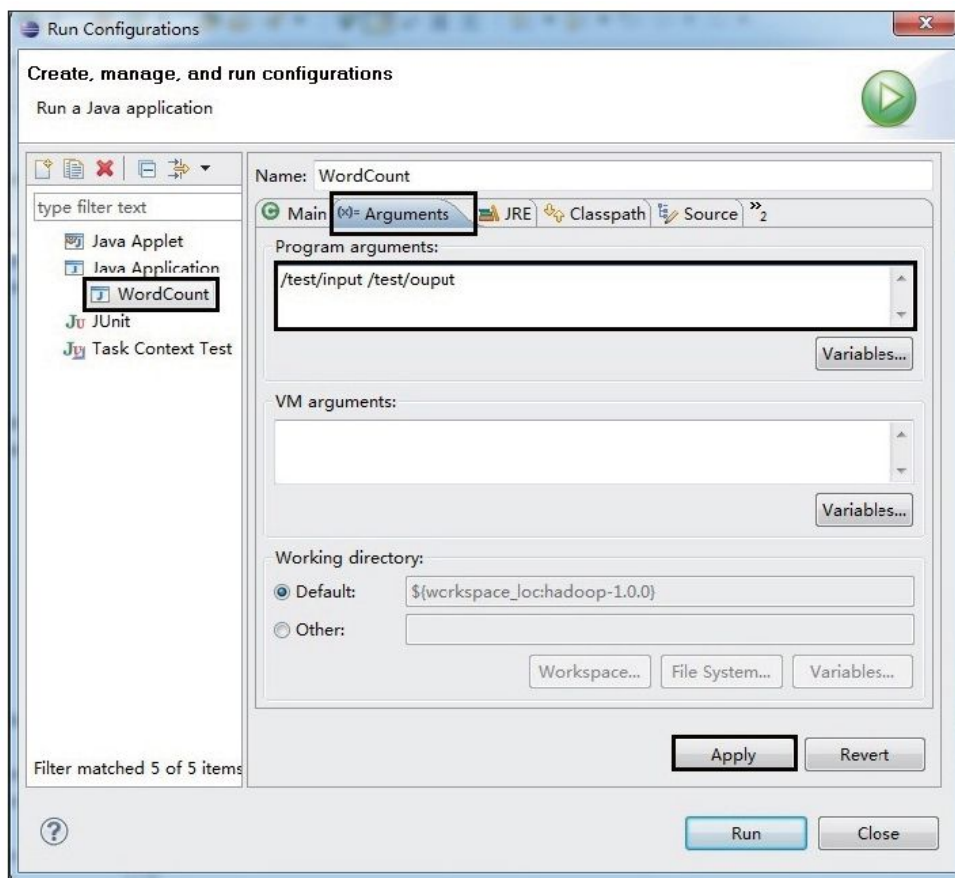 Run Configurations
X
Create, manage, and run configurations
Run a Java application
Name: WordCount
type filter text
Main (x)= Arguments JRE Classpath Source »2
Java Applet
Java Application
WordCount
JUnit
Task Context Test
Program arguments:
/test/input /test/ouput
Variables...
VM arguments:
Variables...
Working directory:
Default: ${workspace_loc:hadoop-1.0.0}
Other:
Workspace... File System... Variables...
Apply Revert
Filter matched 5 of 5 items
? Run Close